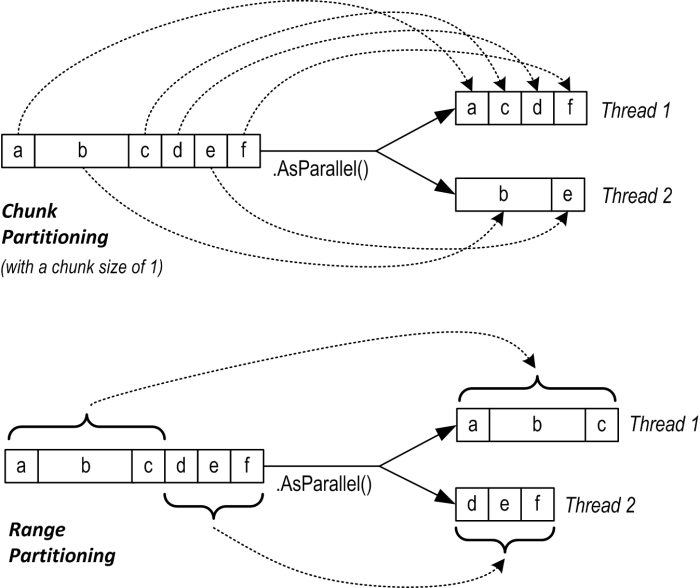 a c d f Thread 1
a b c d e f
.AsParallel()
b e Thread 2
Chunk
Partitioning
(with a chunk size of 1)
a b c Thread 1
a b c d e f
.AsParallel()
d e f Thread 2
Range
Partitioning